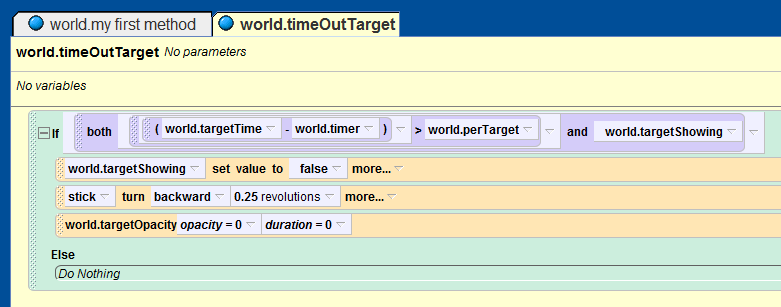 world.my first method world.timeOutTarget
world.timeOutTarget No parameters
No variables
If both ( world.targetTime - world.timer ) > world.perTarget and world.targetShowing
world.targetShowing set value to false more...
stick turn backward 0.25 revolutions more...
world.targetOpacity opacity = 0 duration = 0
Else
Do Nothing